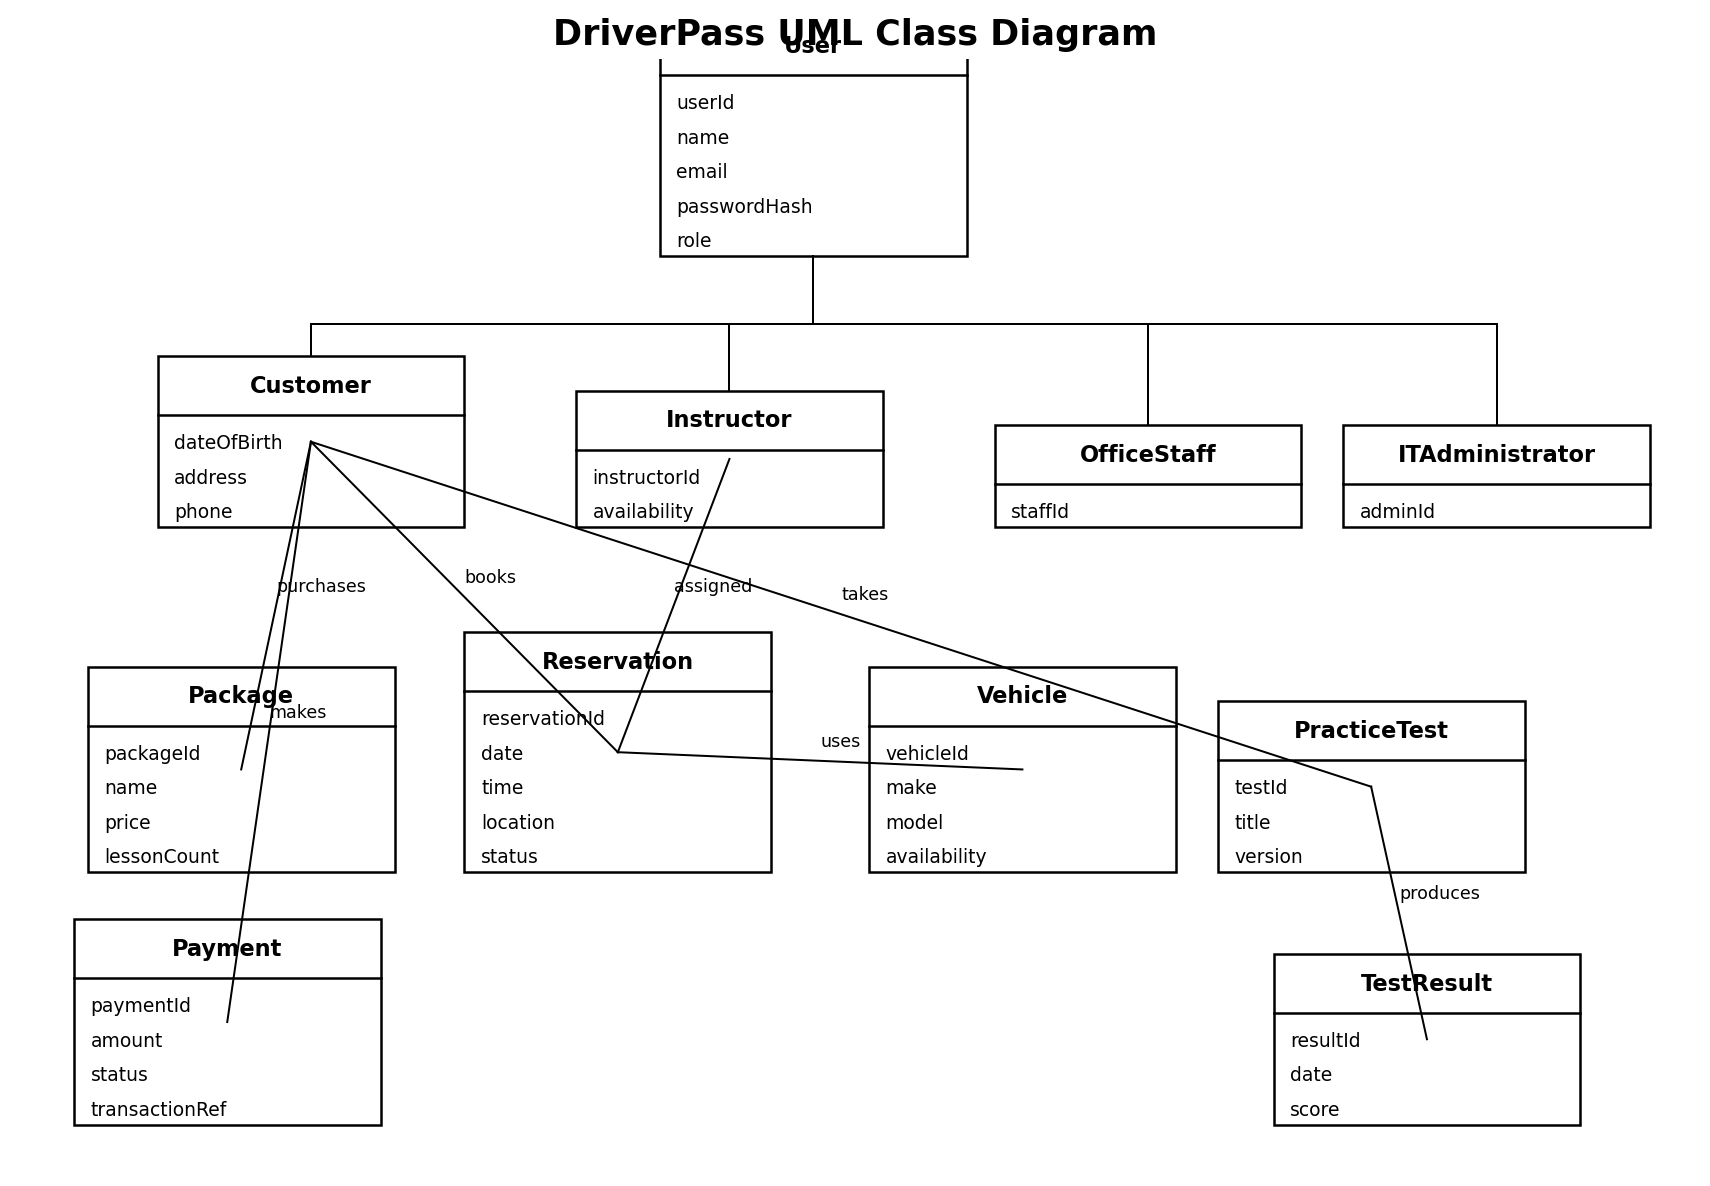 DriverPass UML Class Diagram
User
userId
name
email
passwordHash
role
Customer
dateOfBirth
address
phone
Instructor
instructorId
availability
OfficeStaff
staffId
ITAdministrator
adminId
purchases
books
assigned
takes
makes
uses
produces
Package
packageId
name
price
lessonCount
Reservation
reservationId
date
time
location
status
Vehicle
vehicleId
make
model
availability
PracticeTest
testId
title
version
Payment
paymentId
amount
status
transactionRef
TestResult
resultId
date
score